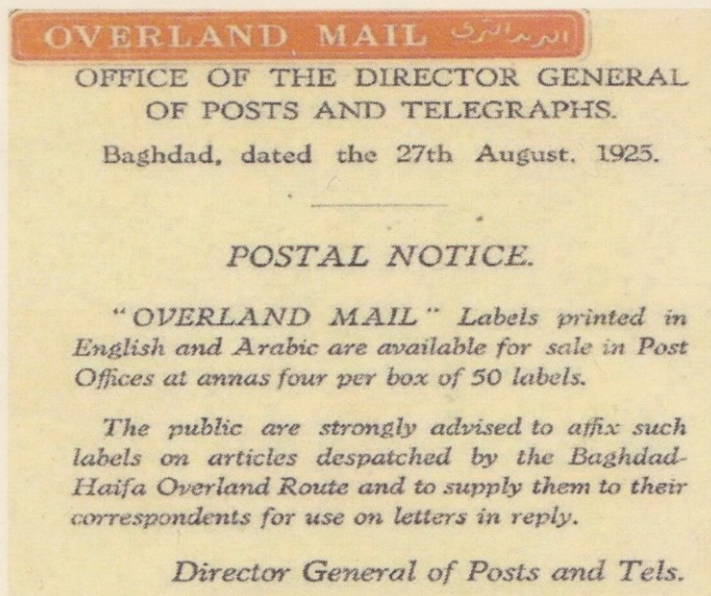 OVERLAND MAIL البريد البري
OFFICE OF THE DIRECTOR GENERAL
OF POSTS AND TELEGRAPHS.
Baghdad, dated the 27th August. 1925.
POSTAL NOTICE.
"OVERLAND MAIL" Labels printed in
English and Arabic are available for sale in Post
Offices at annas four per box of 50 labels.
The public are strongly advised to affix such
labels on articles despatched by the Baghdad-
Haifa Overland Route and to supply them to their
correspondents for use on letters in reply.
Director General of Posts and Tels.